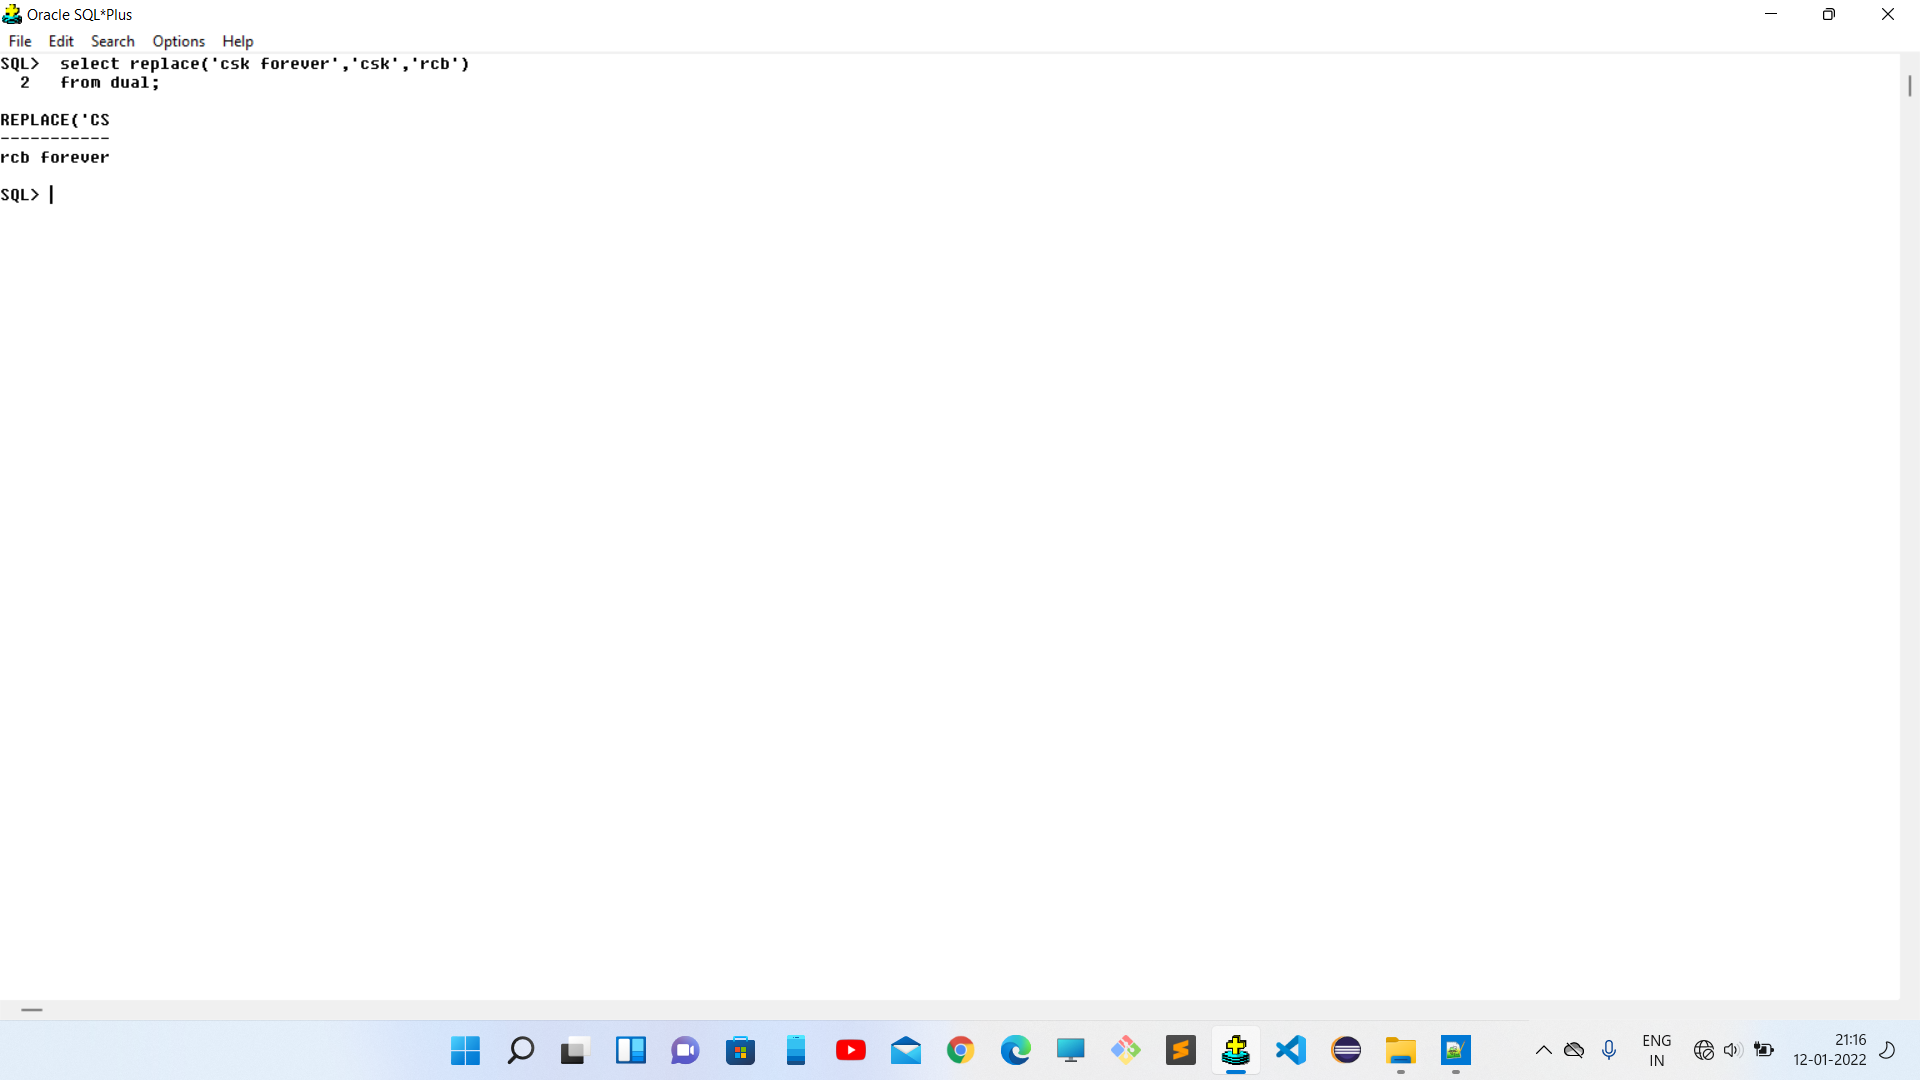 Oracle SQL*Plus
File Edit Search Options Help
SQL>  select replace('csk forever','csk','rcb')
  2   from dual;
REPLACE('CS
-----------
rcb forever
SQL>
ENG
IN
21:16
12-01-2022